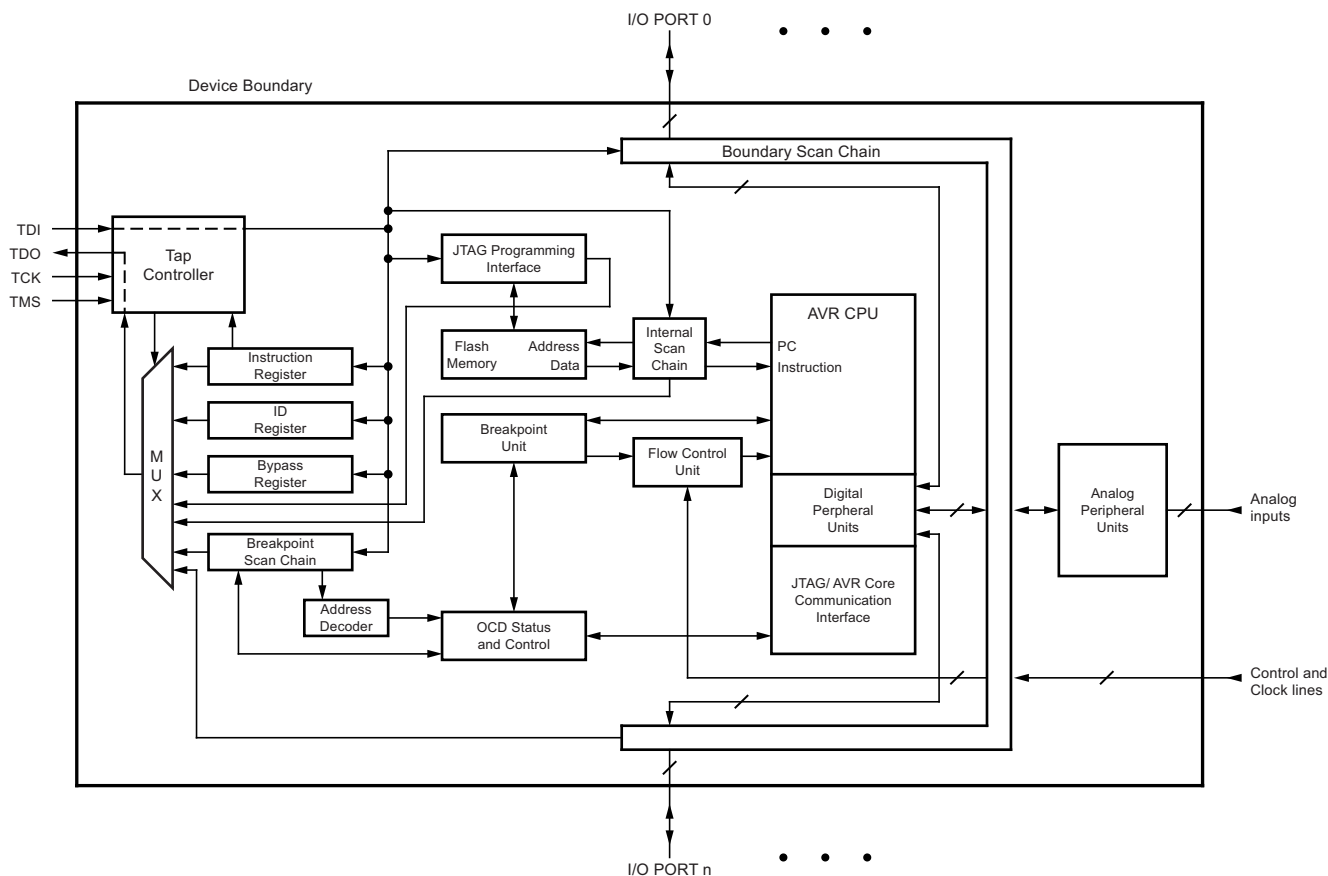 I/O PORT 0
Device Boundary
Boundary Scan Chain
TDI
TDO
TCK
TMS
Tap
Controller
JTAG Programming
Interface
AVR CPU
Flash
Memory
Address
Data
Internal
Scan
Chain
PC
Instruction
Instruction
Register
ID
Register
Breakpoint
Unit
Flow Control
Unit
M
U
X
Bypass
Register
Digital
Perpheral
Units
Analog
Peripheral
Units
Analog
inputs
Breakpoint
Scan Chain
Address
Decoder
OCD Status
and Control
JTAG/ AVR Core
Communication
Interface
Control and
Clock lines
I/O PORT n